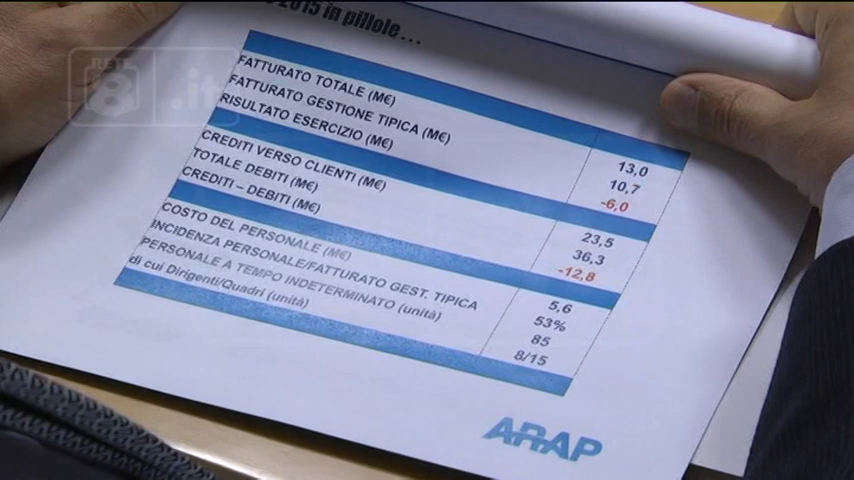 2015 in pillole...
FATTURATO TOTALE (M€) 13,0
FATTURATO GESTIONE TIPICA (M€) 10,7
RISULTATO ESERCIZIO (M€) -6,0
CREDITI VERSO CLIENTI (M€) 23,5
TOTALE DEBITI (M€) 36,3
CREDITI – DEBITI (M€) -12,8
COSTO DEL PERSONALE (M€) 5,6
INCIDENZA PERSONALE/FATTURATO GEST. TIPICA 53%
PERSONALE A TEMPO INDETERMINATO (unità) 85
di cui Dirigenti/Quadri (unità) 8/15
ARAP
RETE 8 .it